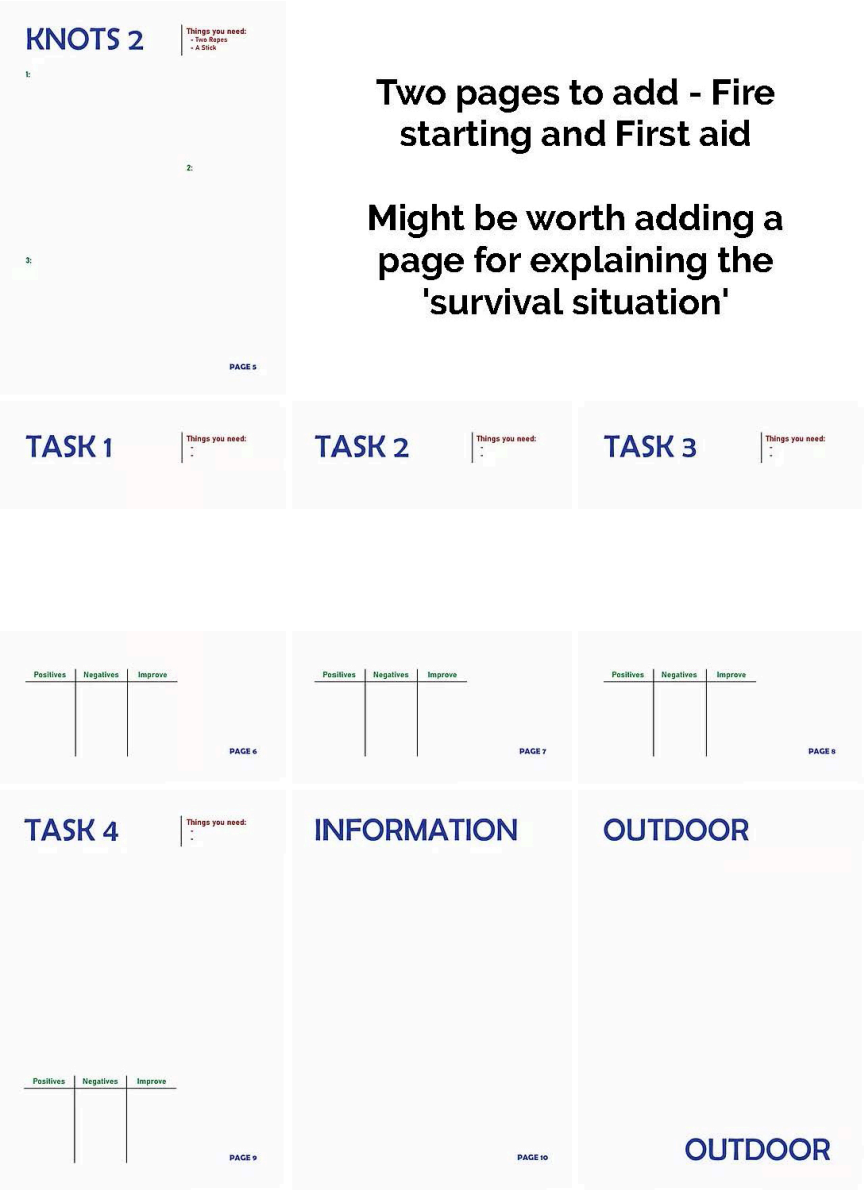 KNOTS 2
Things you need:
- Two Ropes
- A Stick
1:
2:
3:
PAGE 5
Two pages to add - Fire
starting and First aid
Might be worth adding a
page for explaining the
'survival situation'
TASK 1
Things you need:
-
-
Positives Negatives Improve
PAGE 6
TASK 2
Things you need:
-
-
Positives Negatives Improve
PAGE 7
TASK 3
Things you need:
-
-
Positives Negatives Improve
PAGE 8
TASK 4
Things you need:
-
-
Positives Negatives Improve
PAGE 9
INFORMATION
PAGE 10
OUTDOOR
OUTDOOR